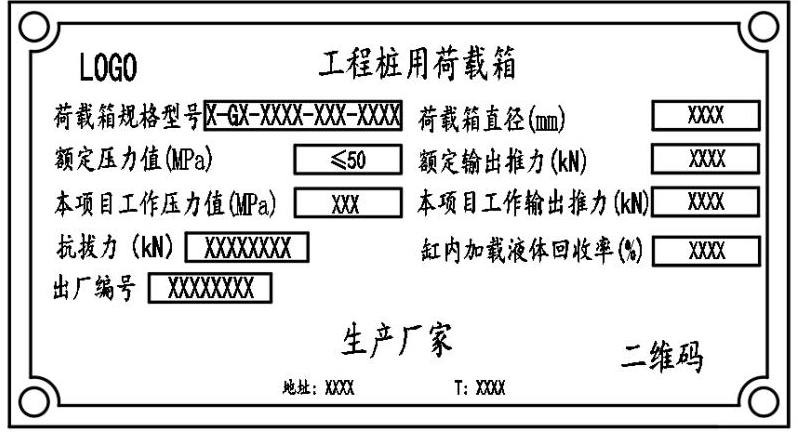 LOGO 工程桩用荷载箱
荷载箱规格型号 X-GX-XXXX-XXX-XXXX 荷载箱直径(mm) XXXX
额定压力值(MPa) ≤50 额定输出推力(kN) XXXX
本项目工作压力值(MPa) XXX 本项目工作输出推力(kN) XXXX
抗拔力 (kN) XXXXXXXX 缸内加载液体回收率(%) XXXX
出厂编号 XXXXXXXX
生产厂家
二维码
地址: XXXX T: XXXX